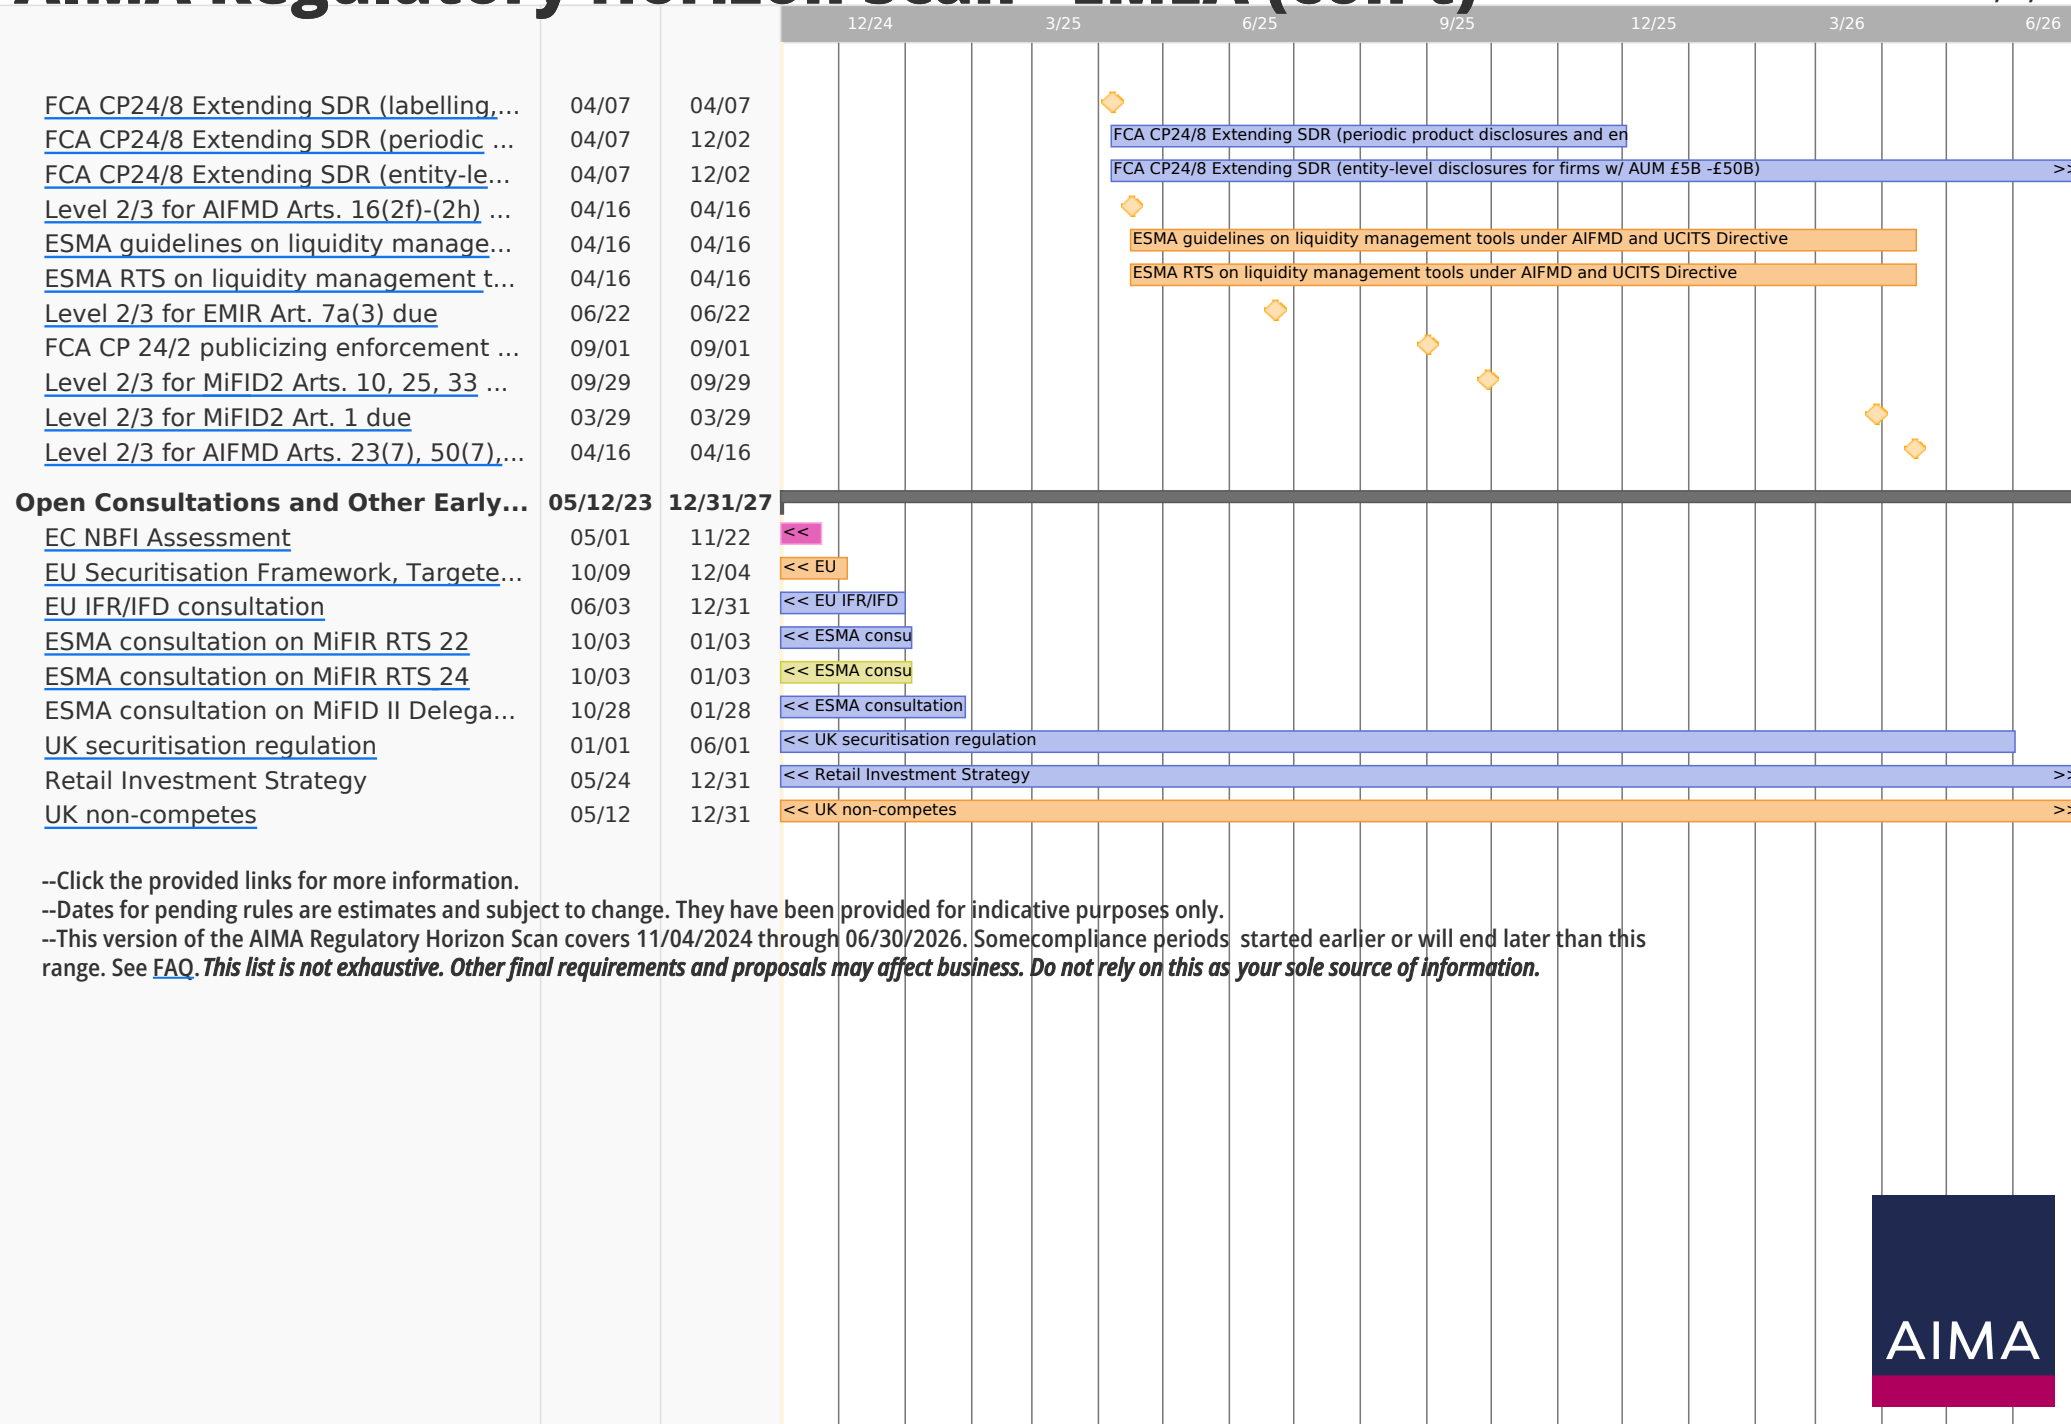 AIMA Regulatory Horizon Scan - EMEA (con't)
12/24 3/25 6/25 9/25 12/25 3/26 6/26
FCA CP24/8 Extending SDR (labelling,... 04/07 04/07
FCA CP24/8 Extending SDR (periodic ... 04/07 12/02 FCA CP24/8 Extending SDR (periodic product disclosures and en
FCA CP24/8 Extending SDR (entity-le... 04/07 12/02 FCA CP24/8 Extending SDR (entity-level disclosures for firms w/ AUM £5B -£50B) >>
Level 2/3 for AIFMD Arts. 16(2f)-(2h) ... 04/16 04/16
ESMA guidelines on liquidity manage... 04/16 04/16 ESMA guidelines on liquidity management tools under AIFMD and UCITS Directive
ESMA RTS on liquidity management t... 04/16 04/16 ESMA RTS on liquidity management tools under AIFMD and UCITS Directive
Level 2/3 for EMIR Art. 7a(3) due 06/22 06/22
FCA CP 24/2 publicizing enforcement ... 09/01 09/01
Level 2/3 for MiFID2 Arts. 10, 25, 33 ... 09/29 09/29
Level 2/3 for MiFID2 Art. 1 due 03/29 03/29
Level 2/3 for AIFMD Arts. 23(7), 50(7),... 04/16 04/16
Open Consultations and Other Early... 05/12/23 12/31/27
EC NBFI Assessment 05/01 11/22 <<
EU Securitisation Framework, Targete... 10/09 12/04 << EU
EU IFR/IFD consultation 06/03 12/31 << EU IFR/IFD
ESMA consultation on MiFIR RTS 22 10/03 01/03 << ESMA consu
ESMA consultation on MiFIR RTS 24 10/03 01/03 << ESMA consu
ESMA consultation on MiFID II Delega... 10/28 01/28 << ESMA consultation
UK securitisation regulation 01/01 06/01 << UK securitisation regulation
Retail Investment Strategy 05/24 12/31 << Retail Investment Strategy >>
UK non-competes 05/12 12/31 << UK non-competes >>
--Click the provided links for more information.
--Dates for pending rules are estimates and subject to change. They have been provided for indicative purposes only.
--This version of the AIMA Regulatory Horizon Scan covers 11/04/2024 through 06/30/2026. Somecompliance periods started earlier or will end later than this
range. See FAQ. This list is not exhaustive. Other final requirements and proposals may affect business. Do not rely on this as your sole source of information.
AIMA